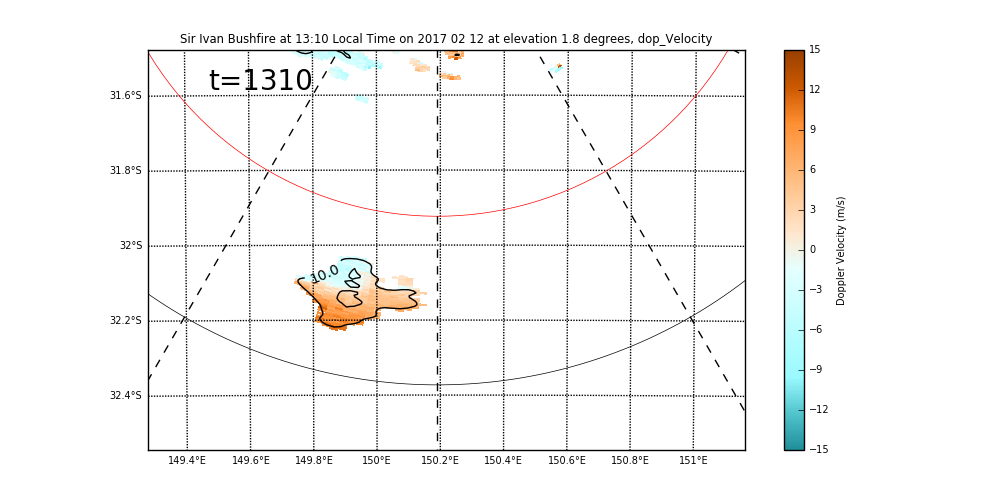 Sir Ivan Bushfire at 13:10 Local Time on 2017 02 12 at elevation 1.8 degrees, dop_Velocity
t=1310
31.6°S
31.8°S
32°S
32.2°S
32.4°S
10.0
149.4°E 149.6°E 149.8°E 150°E 150.2°E 150.4°E 150.6°E 150.8°E 151°E
15
12
9
6
3
0
−3
−6
−9
−12
−15
Doppler Velocity (m/s)